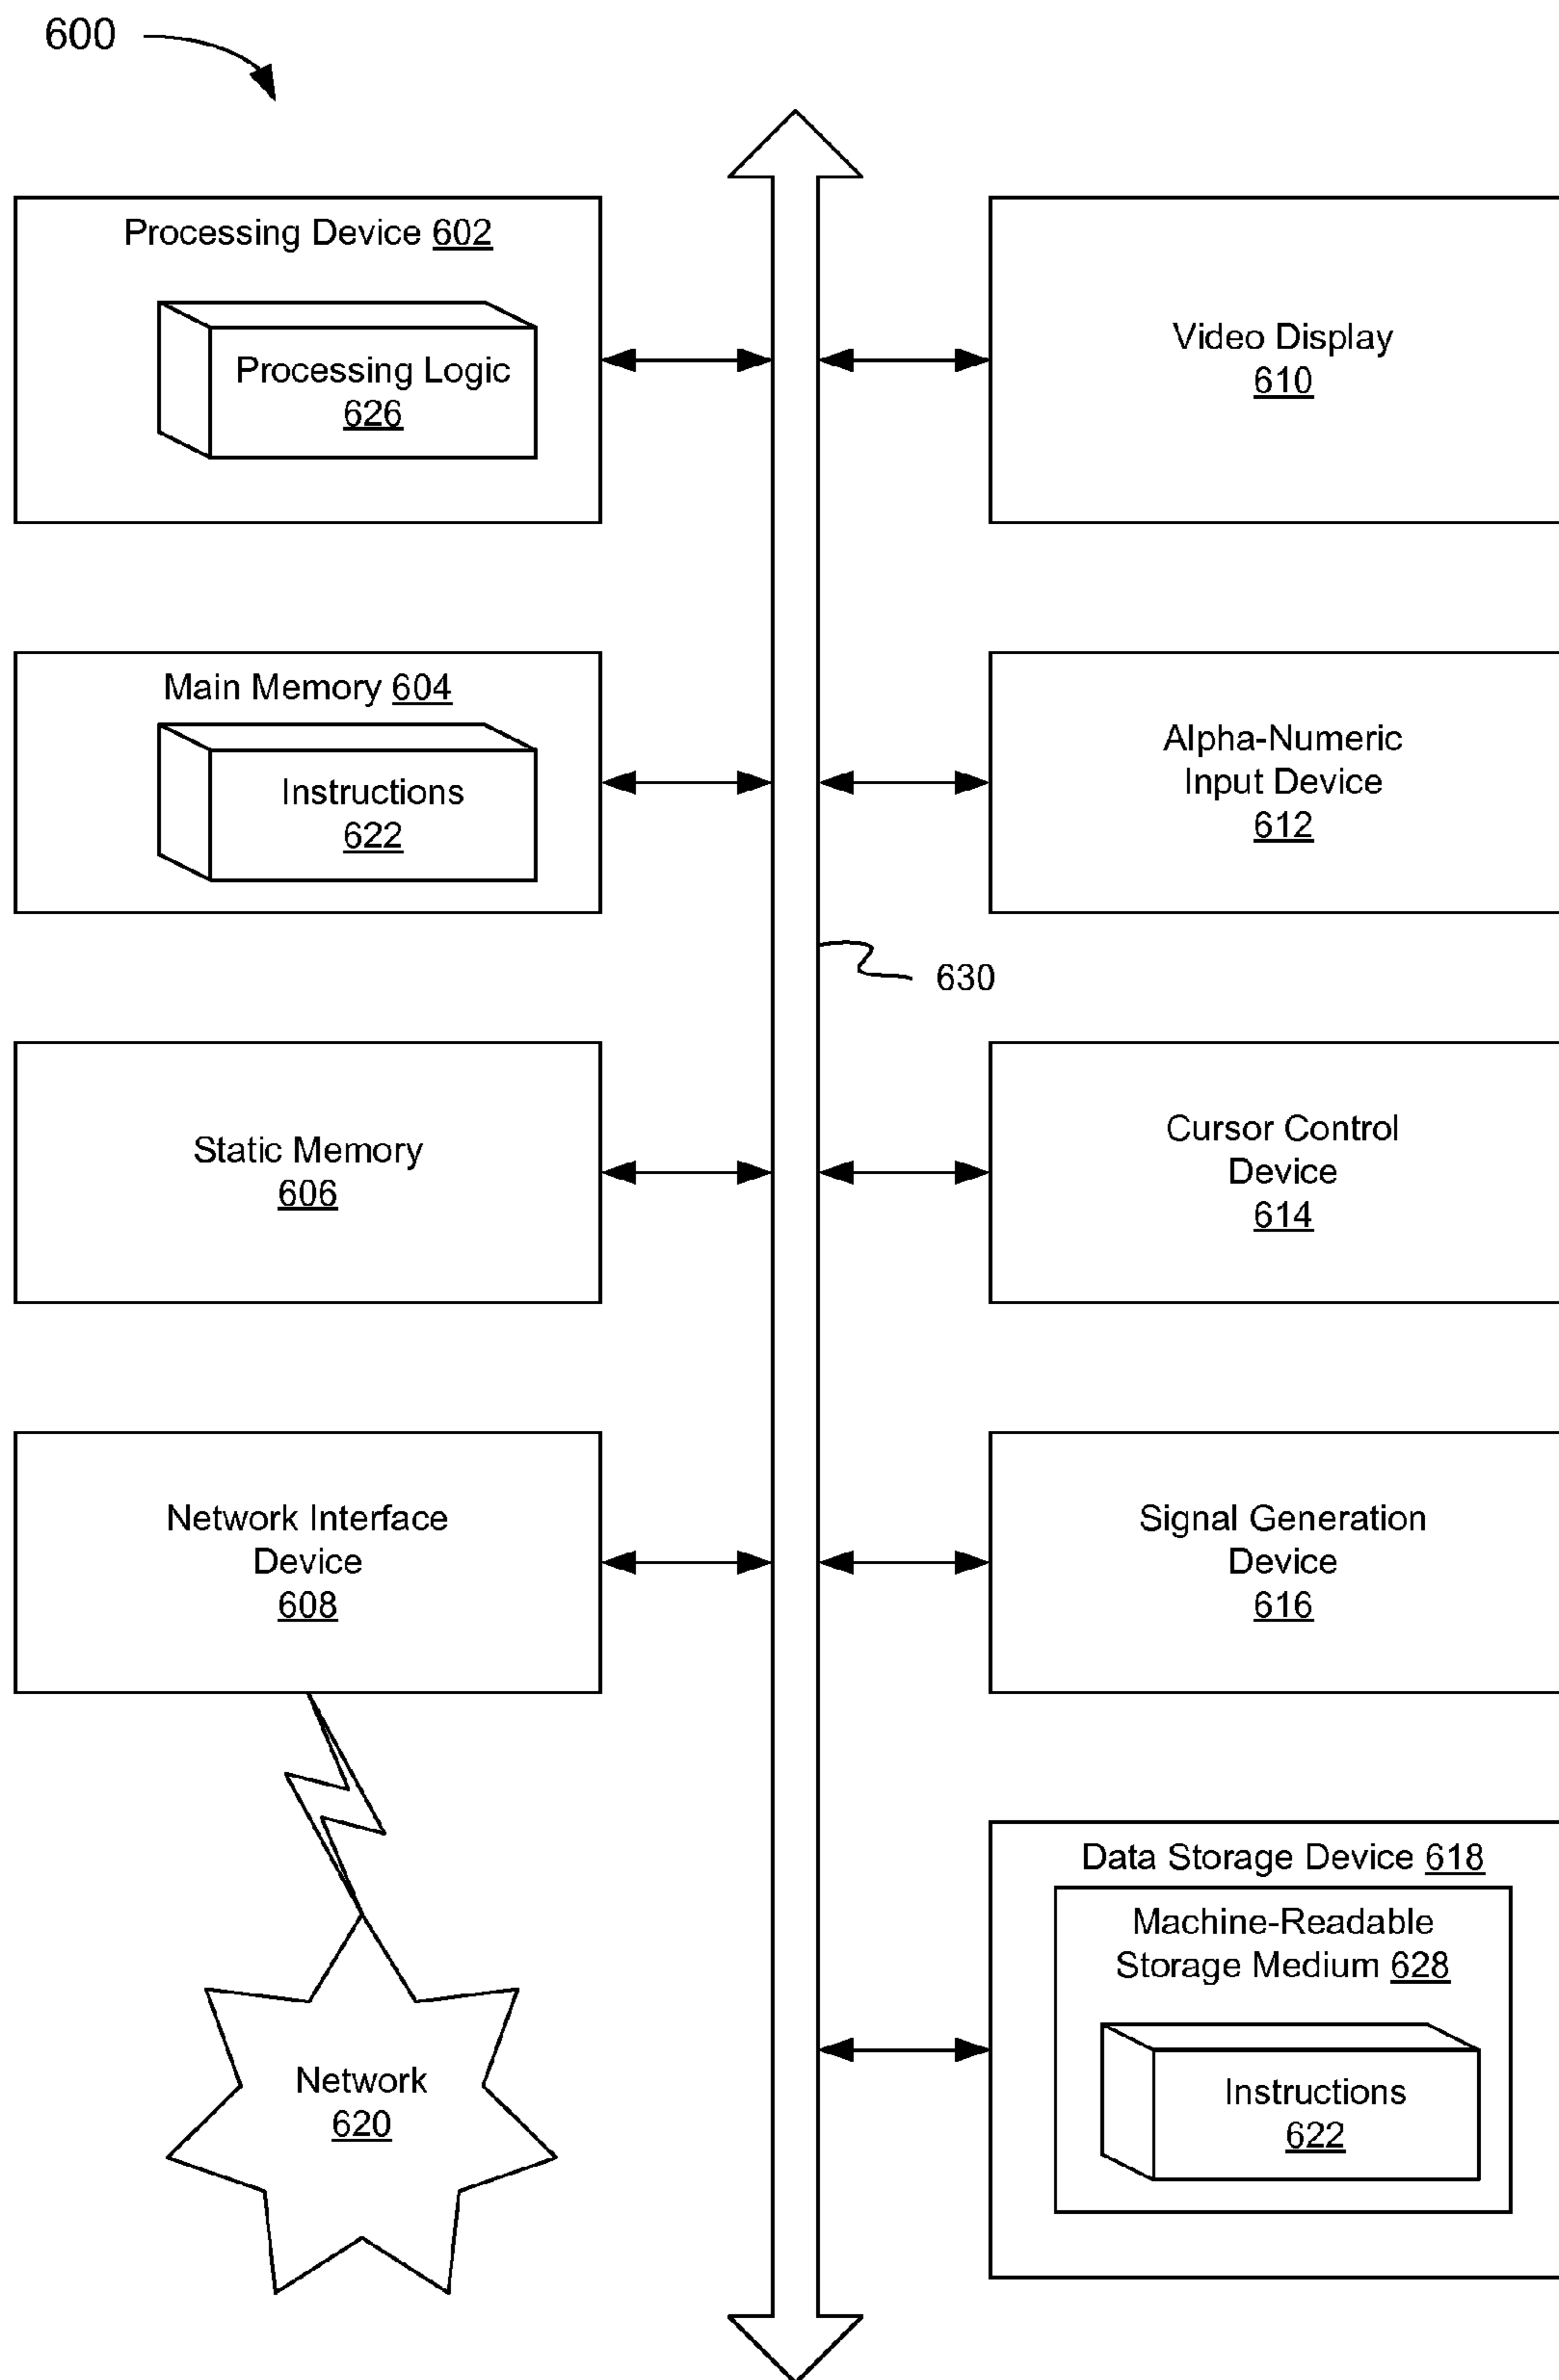 600
Processing Device 602
Processing Logic
626
Video Display
610
Main Memory 604
Instructions
622
Alpha-Numeric
Input Device
612
630
Static Memory
606
Cursor Control
Device
614
Network Interface
Device
608
Signal Generation
Device
616
Data Storage Device 618
Machine-Readable
Storage Medium 628
Instructions
622
Network
620